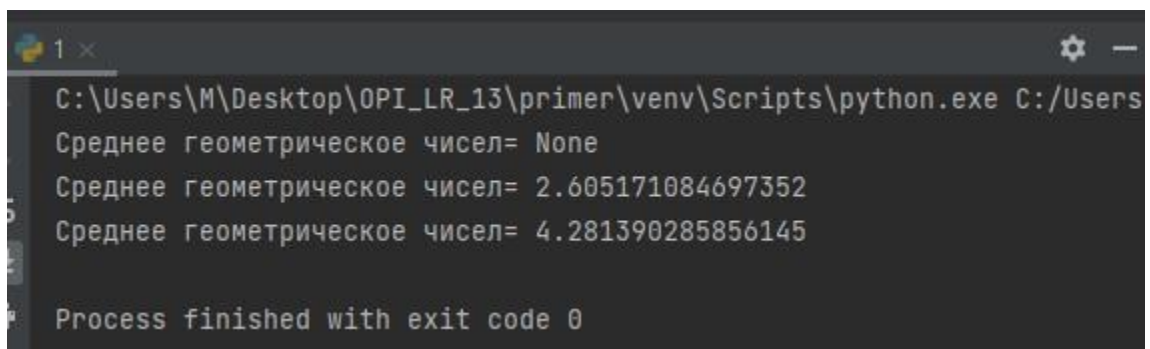 1
C:\Users\M\Desktop\OPI_LR_13\primer\venv\Scripts\python.exe C:/Users
Среднее геометрическое чисел= None
Среднее геометрическое чисел= 2.605171084697352
Среднее геометрическое чисел= 4.281390285856145
Process finished with exit code 0